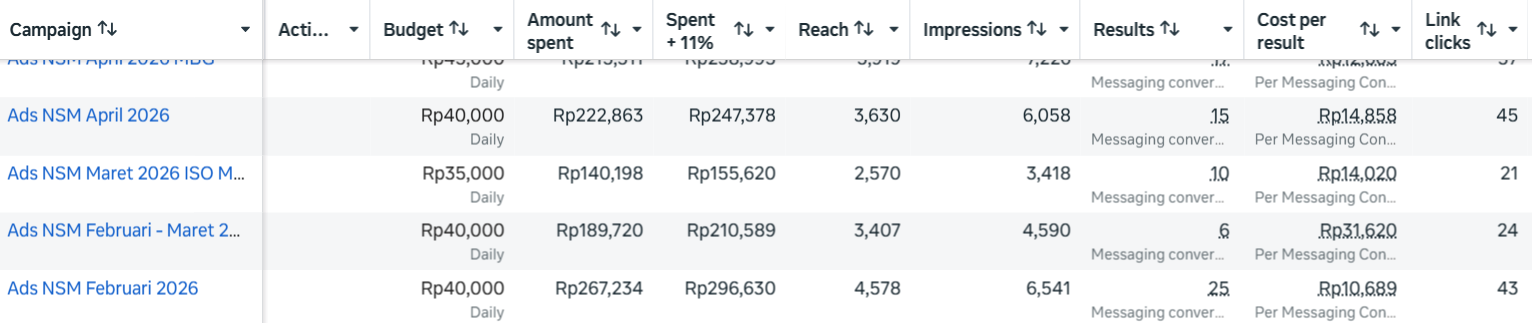 Campaign Acti... Budget Amount spent Spent + 11% Reach Impressions Results Cost per result Link clicks
Ads NSM April 2026 MBG
Daily Messaging conver... Per Messaging Con...
Ads NSM April 2026 Rp40,000 Rp222,863 Rp247,378 3,630 6,058 15 Rp14,858 45
Daily Messaging conver... Per Messaging Con...
Ads NSM Maret 2026 ISO M... Rp35,000 Rp140,198 Rp155,620 2,570 3,418 10 Rp14,020 21
Daily Messaging conver... Per Messaging Con...
Ads NSM Februari - Maret 2... Rp40,000 Rp189,720 Rp210,589 3,407 4,590 6 Rp31,620 24
Daily Messaging conver... Per Messaging Con...
Ads NSM Februari 2026 Rp40,000 Rp267,234 Rp296,630 4,578 6,541 25 Rp10,689 43
Daily Messaging conver... Per Messaging Con...